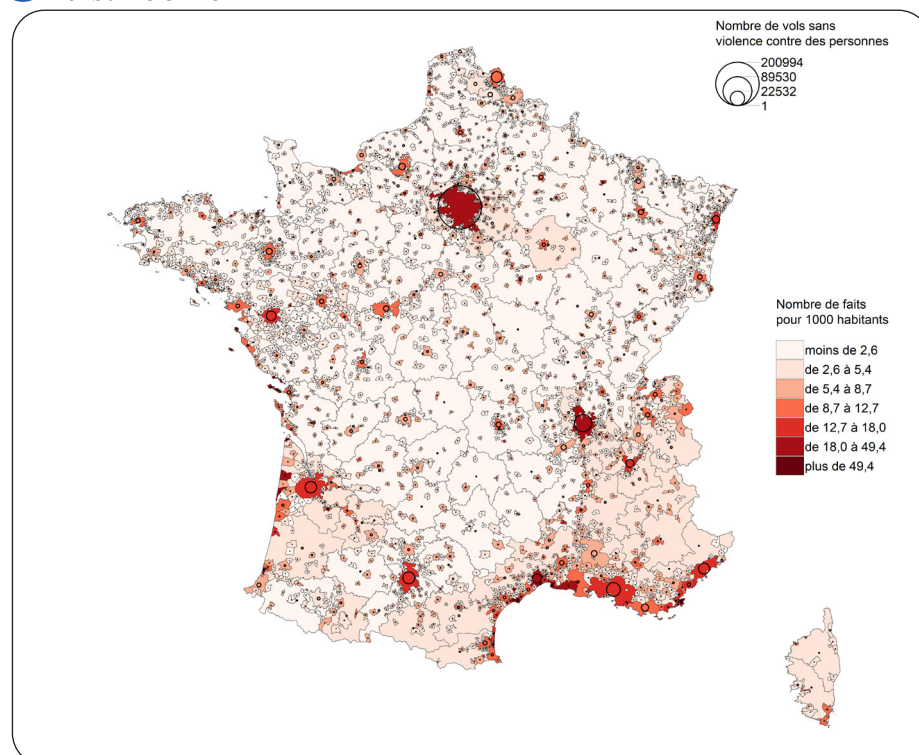 Nombre de vols sans
violence contre des personnes
200994
89530
22532
1
Nombre de faits
pour 1000 habitants
moins de 2,6
de 2,6 à 5,4
de 5,4 à 8,7
de 8,7 à 12,7
de 12,7 à 18,0
de 18,0 à 49,4
plus de 49,4